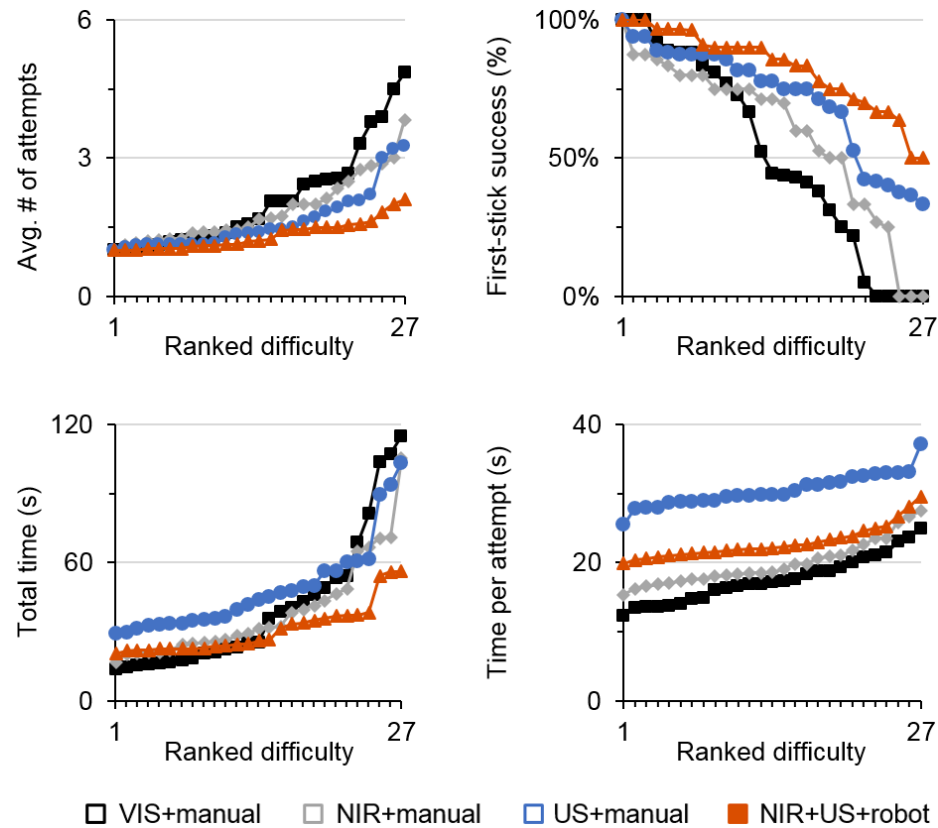 Avg. # of attempts
6
3
0
1
27
Ranked difficulty
First-stick success (%)
100%
50%
0%
1
27
Ranked difficulty
Total time (s)
120
60
0
1
27
Ranked difficulty
Time per attempt (s)
40
20
0
1
27
Ranked difficulty
VIS+manual NIR+manual US+manual NIR+US+robot